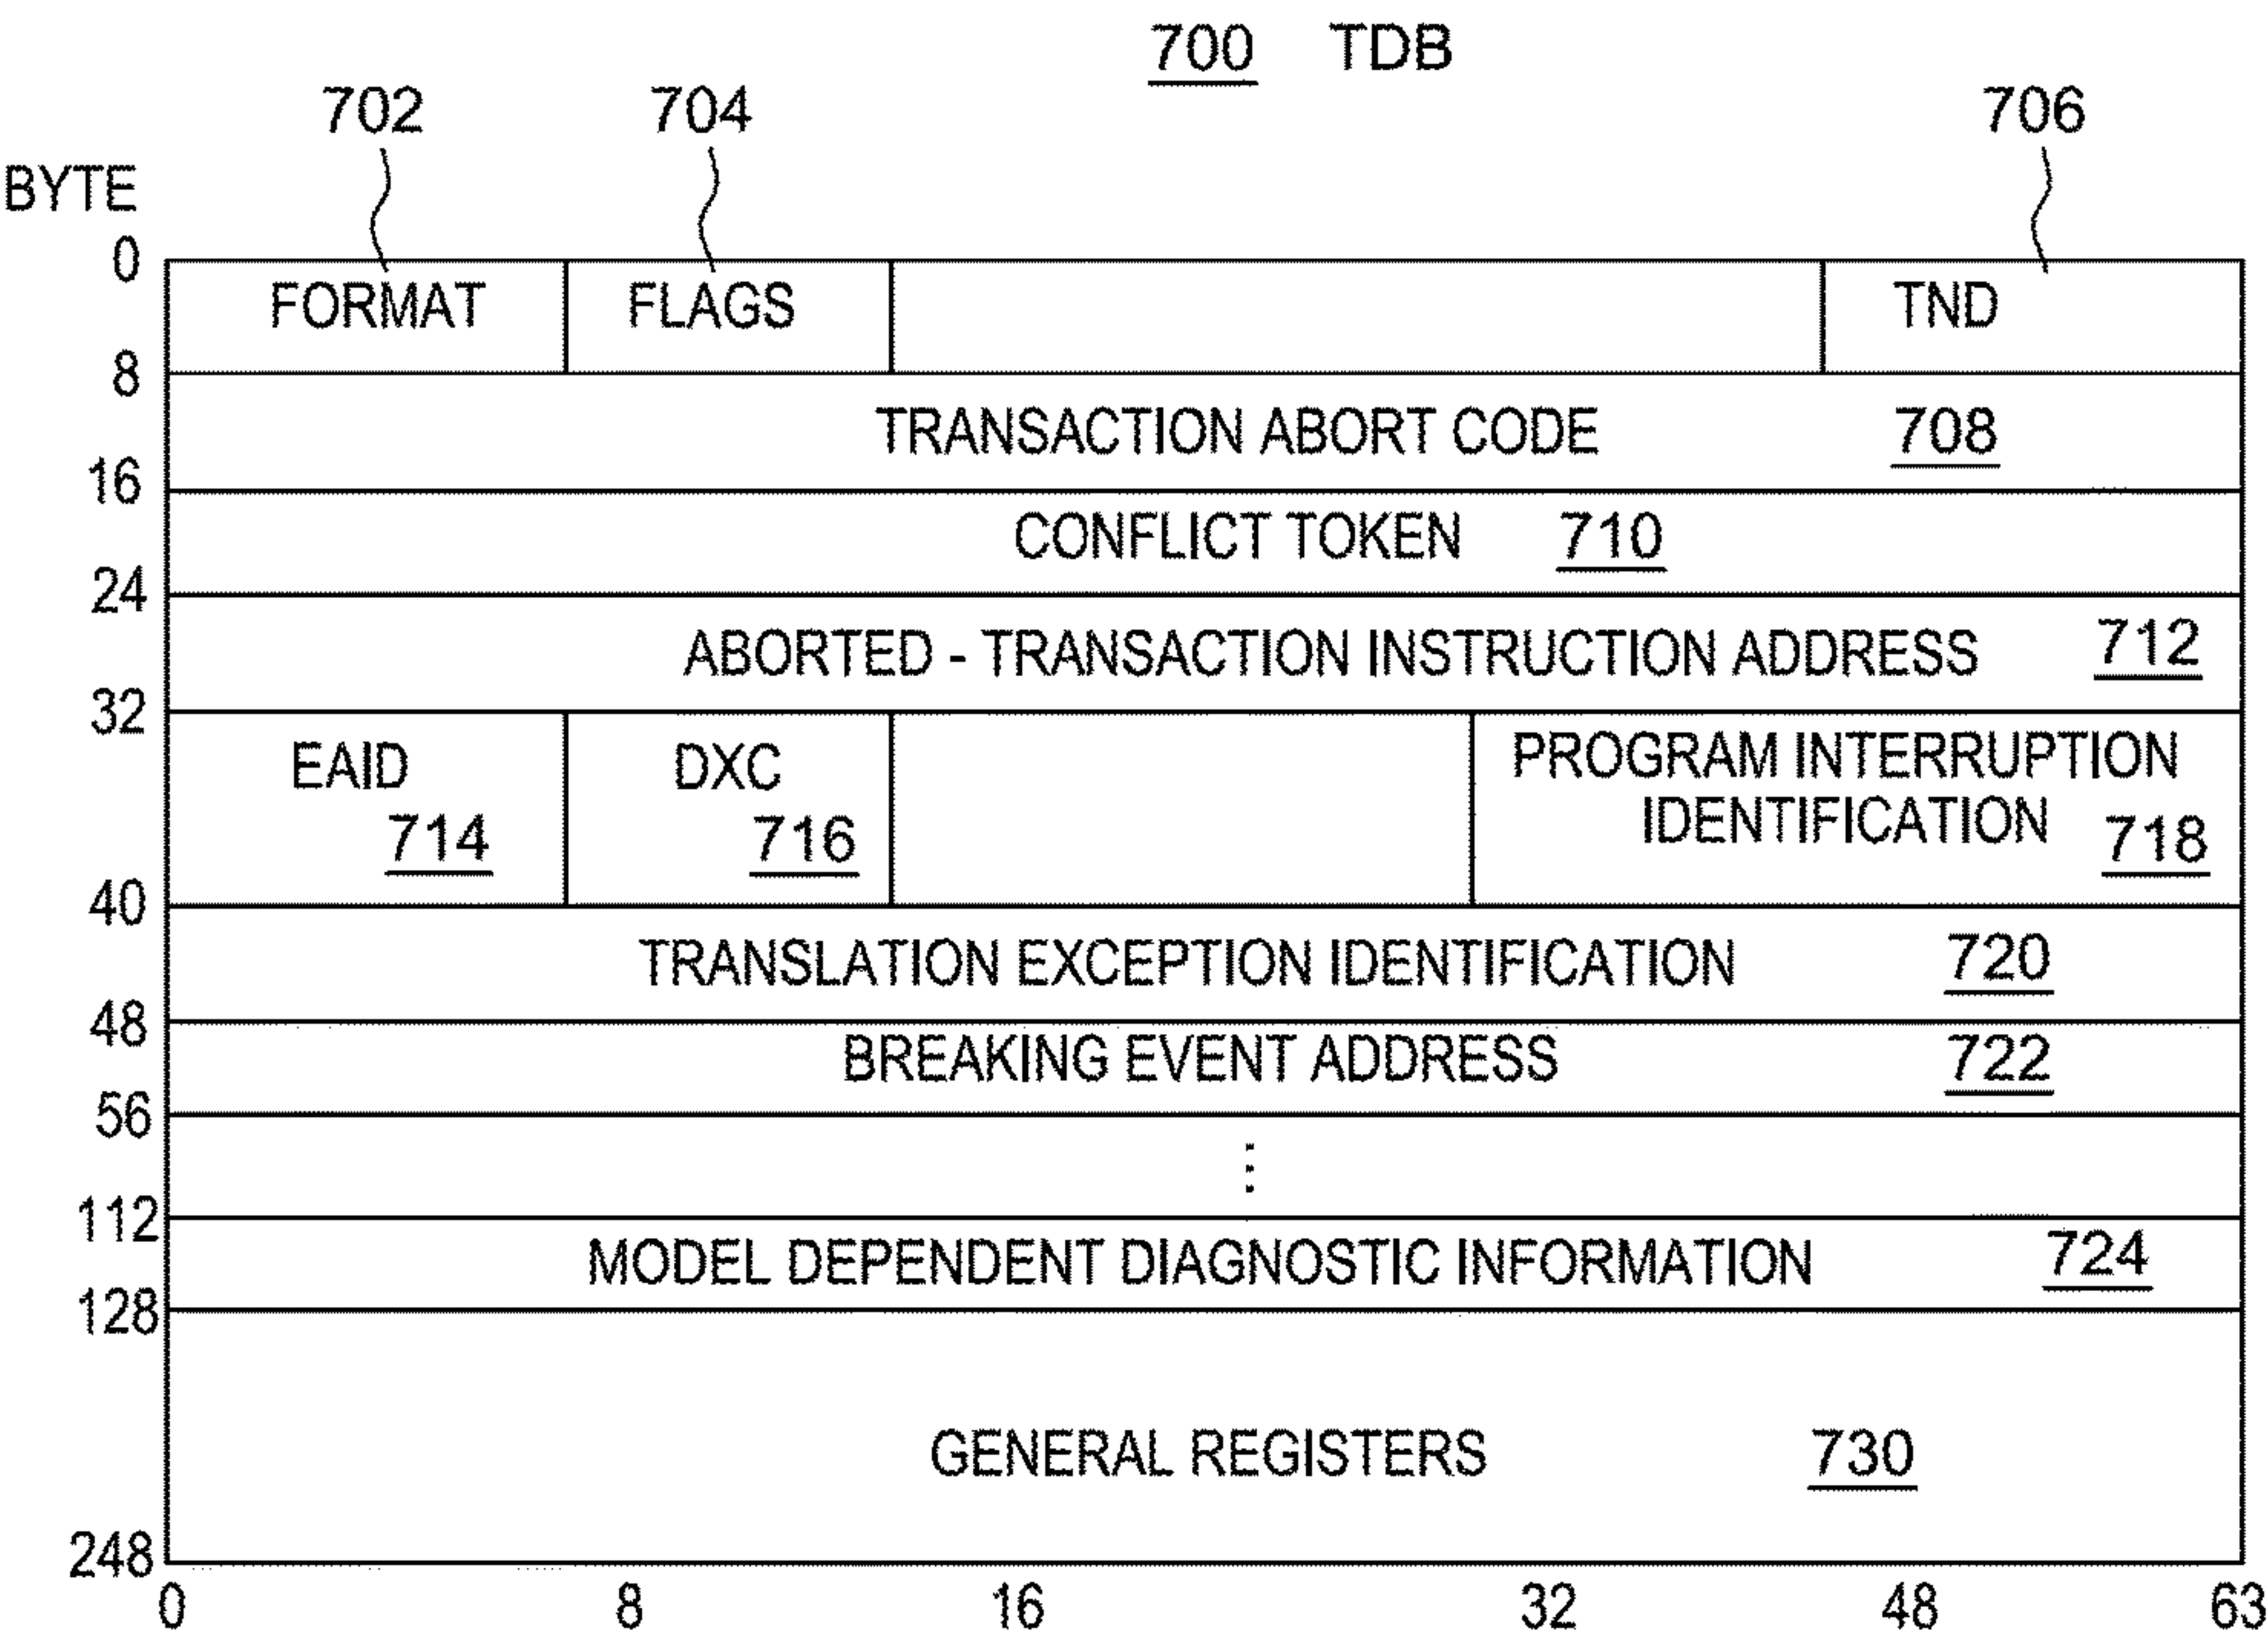 700 TDB
702 704 706
BYTE
0
FORMAT FLAGS TND
8
TRANSACTION ABORT CODE 708
16
CONFLICT TOKEN 710
24
ABORTED - TRANSACTION INSTRUCTION ADDRESS 712
32
EAID 714
DXC 716
PROGRAM INTERRUPTION
IDENTIFICATION 718
40
TRANSLATION EXCEPTION IDENTIFICATION 720
48
BREAKING EVENT ADDRESS 722
56
⋮
112
MODEL DEPENDENT DIAGNOSTIC INFORMATION 724
128
GENERAL REGISTERS 730
248
0 8 16 32 48 63